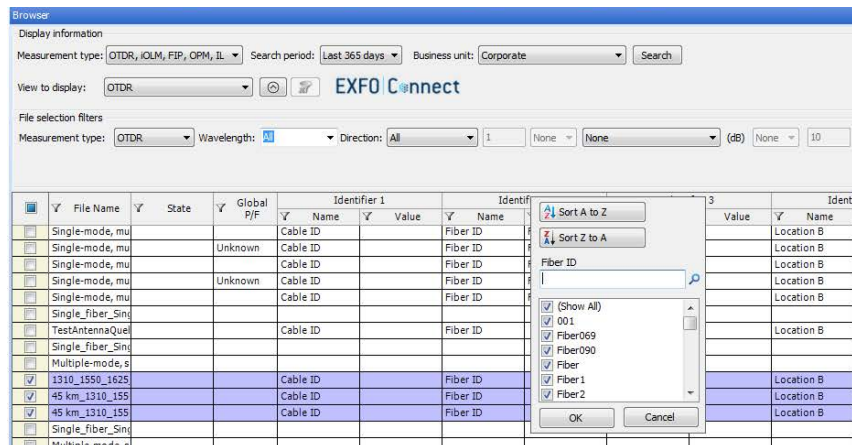 Browser
Display information
Measurement type: OTDR, iOLM, FIP, OPM, IL Search period: Last 365 days Business unit: Corporate Search
View to display: OTDR EXFO Connect
File selection filters
Measurement type: OTDR Wavelength: All Direction: All 1 None None (dB) None 10
Identifier 1 Identif 3 Ident
File Name State Global P/F Name Value Name Value Name
Single-mode, mu Cable ID Fiber ID Location B
Single-mode, mu Unknown Cable ID Fiber ID Location B
Single-mode, mu Cable ID Fiber ID Location B
Single-mode, mu Unknown Cable ID Fiber ID Location B
Single-mode, mu Cable ID Fiber ID Location B
Single_fiber_Sing
TestAntennaQuel Cable ID Fiber ID Location B
Single_fiber_Sing
Multiple-mode, s
1310_1550_1625 Cable ID Fiber ID Location B
45 km_1310_155 Cable ID Fiber ID Location B
45 km_1310_155 Cable ID Fiber ID Location B
Single_fiber_Sing
Multiple-mode, s
Sort A to Z
Sort Z to A
Fiber ID
(Show All)
001
Fiber069
Fiber090
Fiber
Fiber1
Fiber2
OK Cancel